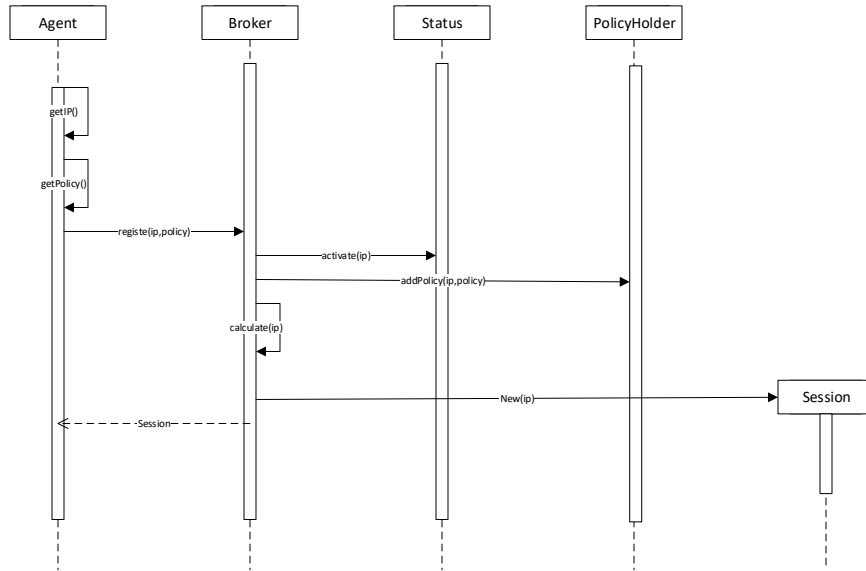 Agent
Broker
Status
PolicyHolder
getIP()
getPolicy()
registe(ip,policy)
activate(ip)
addPolicy(ip,policy)
calculate(ip)
New(ip)
Session
Session